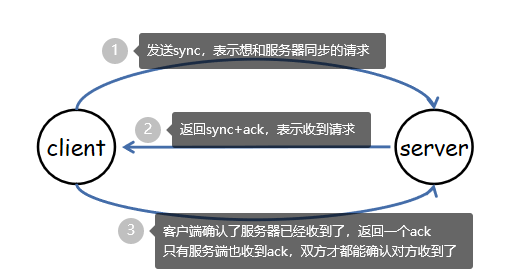 1 发送sync，表示想和服务器同步的请求
2 返回sync+ack，表示收到请求
client
server
3 客户端确认了服务器已经收到了，返回一个ack
只有服务端也收到ack，双方才都能确认对方收到了